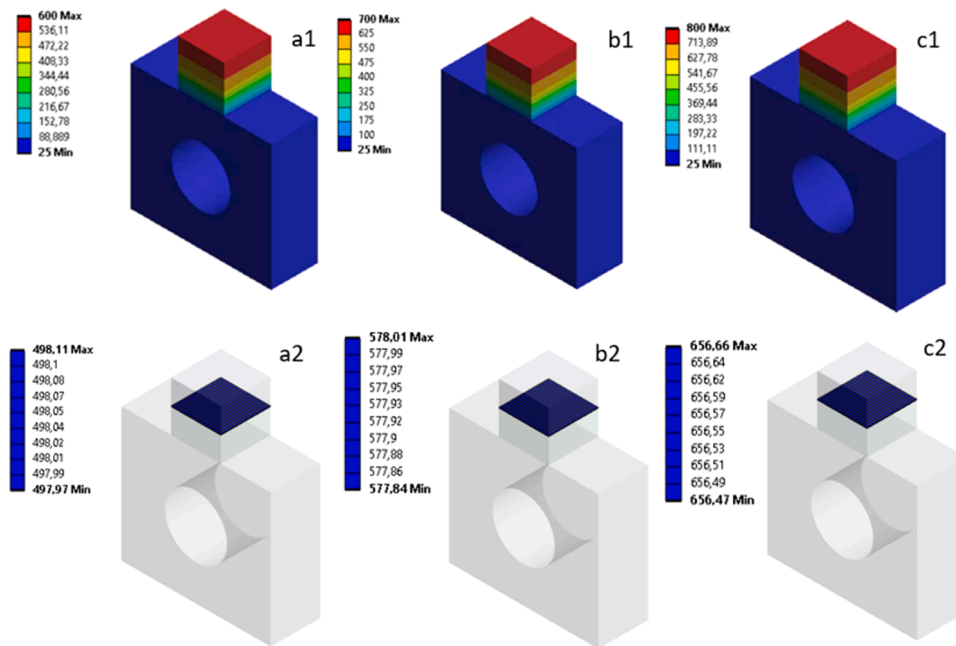 600 Max
536,11
472,22
408,33
344,44
280,56
216,67
152,78
88,889
25 Min
a1
700 Max
625
550
475
400
325
250
175
100
25 Min
b1
800 Max
713,89
627,78
541,67
455,56
369,44
283,33
197,22
111,11
25 Min
c1
498,11 Max
498,1
498,08
498,07
498,05
498,04
498,02
498,01
497,99
497,97 Min
a2
578,01 Max
577,99
577,97
577,95
577,93
577,92
577,9
577,88
577,86
577,84 Min
b2
656,66 Max
656,64
656,62
656,59
656,57
656,55
656,53
656,51
656,49
656,47 Min
c2